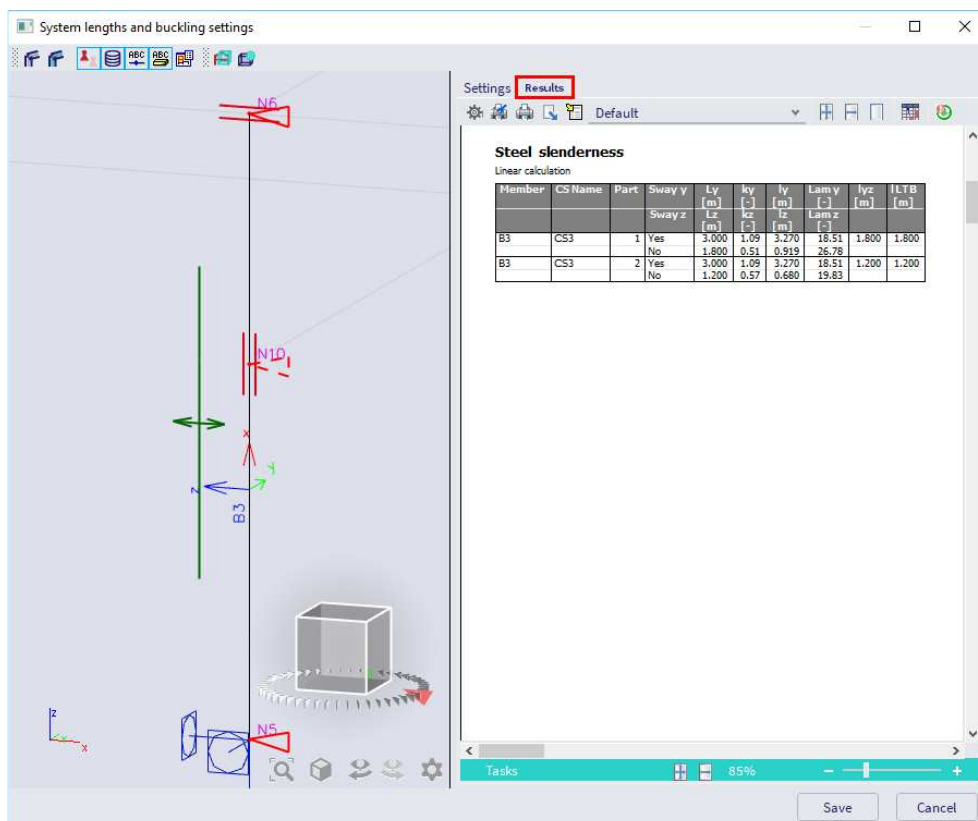 System lengths and buckling settings
ABC ABC
Settings Results
Default
Steel slenderness
Linear calculation
Member CS Name Part Sway y Ly ky ly Lam y lyz lLTB
[m] [-] [m] [-] [m] [m]
Sway z Lz kz lz Lam z
[m] [-] [m] [-]
B3 CS3 1 Yes 3.000 1.09 3.270 18.51 1.800 1.800
No 1.800 0.51 0.919 26.78
B3 CS3 2 Yes 3.000 1.09 3.270 18.51 1.200 1.200
No 1.200 0.57 0.680 19.83
N6
N10
x
y
z
B3
N5
z
y
x
Tasks 85%
Save Cancel